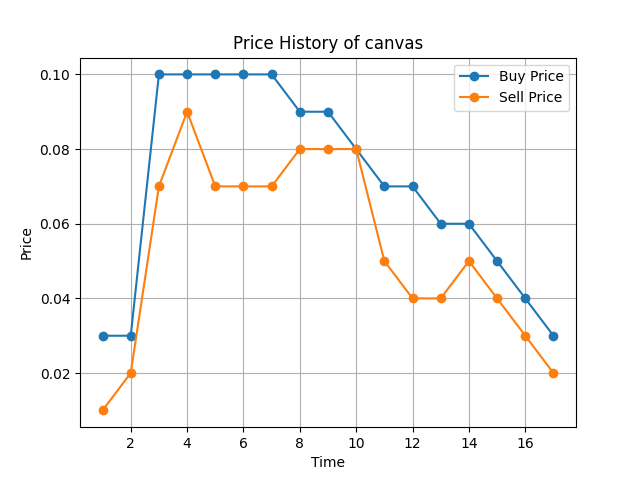 Price History of canvas
Buy Price
Sell Price
0.10
0.08
0.06
0.04
0.02
Price
2 4 6 8 10 12 14 16
Time